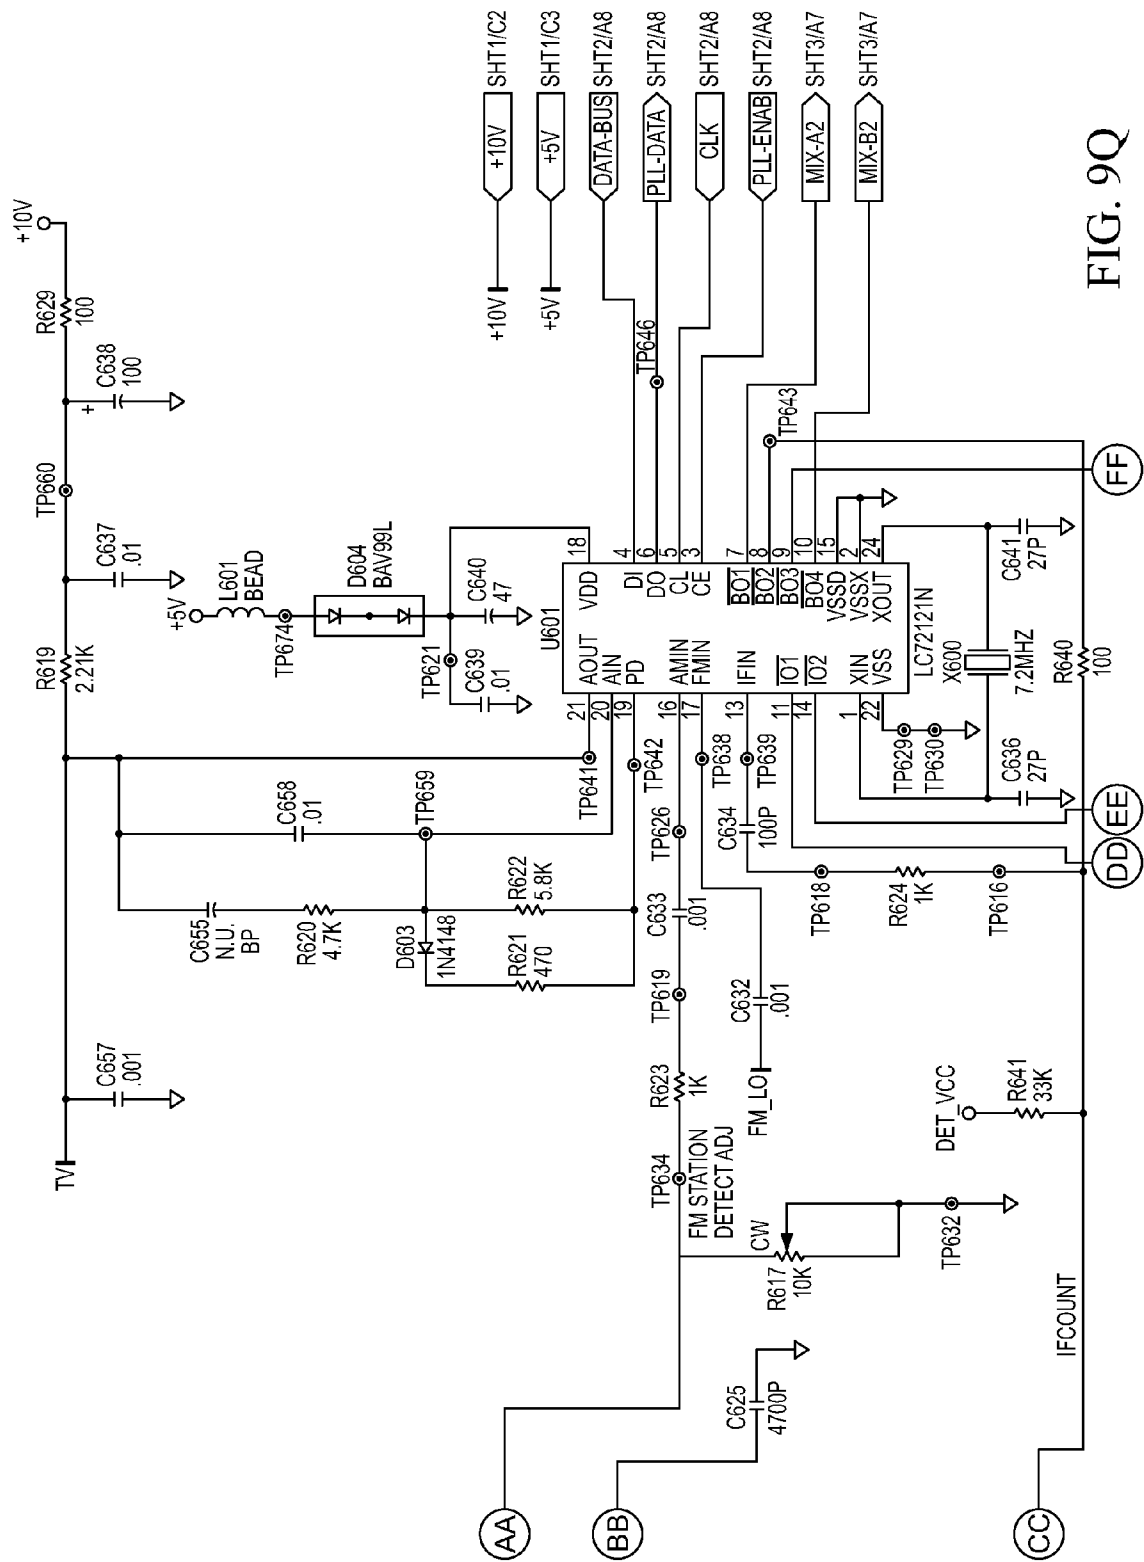 TV
C657
.001
C655
N.U.
BP
R620
4.7K
C658
.01
R619
2.21K
C637
.01
TP660
+
C638
100
R629
100
+10V
D603
1N4148
R621
470
R622
5.8K
TP659
+5V
L601
BEAD
TP674
D604
BAV99L
TP621
C639
.01
C640
47
+10V
+10V
SHT1/C2
+5V
+5V
SHT1/C3
DATA-BUS
SHT2/A8
PLL-DATA
SHT2/A8
CLK
SHT2/A8
PLL-ENAB
SHT2/A8
MIX-A2
SHT3/A7
MIX-B2
SHT3/A7
TP646
TP643
TP641
TP642
TP626
TP638
TP639
U601
21
AOUT
20
AIN
19
PD
16
AMIN
17
FMIN
13
IFIN
11
IO1
14
IO2
1
XIN
22
VSS
VDD
18
DI
4
DO
6
CL
5
CE
3
BO1
7
BO2
8
BO3
9
BO4
10
VSSD
15
VSSX
2
XOUT
24
LC72121N
X600
7.2MHZ
C641
27P
C636
27P
TP629
TP630
R640
100
AA
BB
CC
DD
EE
FF
TP634
FM STATION
DETECT ADJ
R623
1K
TP619
C633
.001
FM_LO
C632
.001
C634
100P
TP618
R624
1K
TP616
CW
R617
10K
TP632
C625
4700P
DET_VCC
R641
33K
IFCOUNT
FIG. 9Q